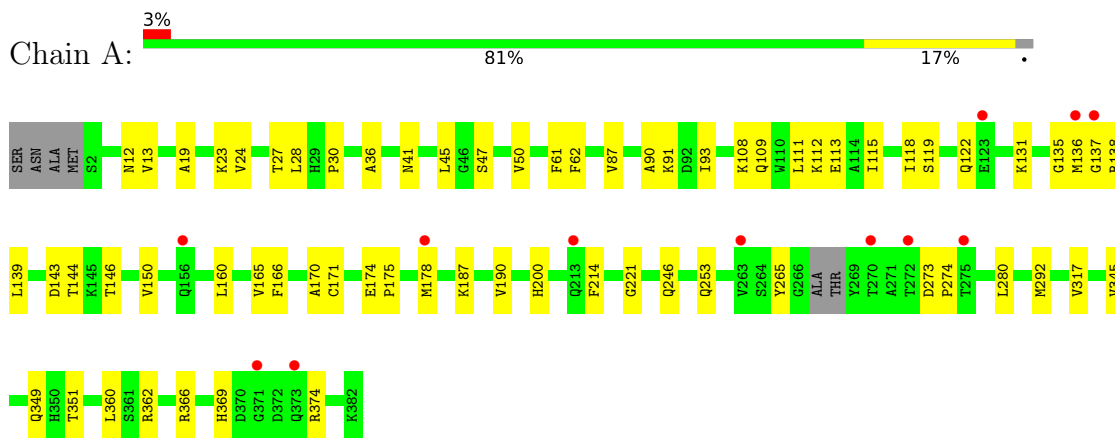 3%
Chain A:
81% 17% •
SER ASN ALA MET S2 N12 V13 A19 K23 V24 T27 L28 H29 P30 A36 N41 L45 G46 S47 V50 F61 F62 V87 A90 K91 D92 I93 K108 Q109 W110 L111 K112 E113 A114 I115 I118 S119 Q122 E123 K131 G135 M136 G137 R138
L139 D143 T144 K145 T146 V150 Q156 L160 V165 F166 A170 C171 E174 P175 M178 K187 V190 H200 Q213 F214 G221 Q246 Q253 V263 S264 Y265 G266 ALA THR Y269 T270 A271 T272 D273 P274 T275 L280 M292 V317 V345
Q349 H350 T351 L360 S361 R362 R366 H369 D370 G371 D372 Q373 R374 K382